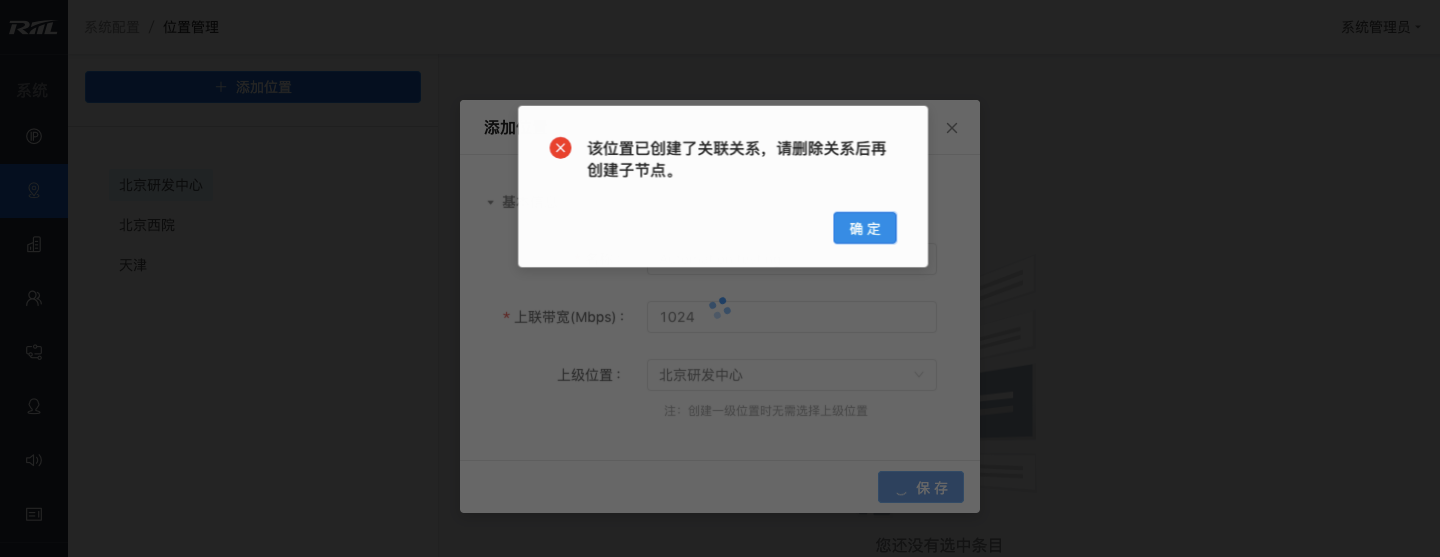 系统配置 / 位置管理
系统管理员
系统
+ 添加位置
北京研发中心
北京西院
天津
添加
该位置已创建了关联关系，请删除关系后再
创建子节点。
确 定
基
* 上联带宽(Mbps) :
1024
上级位置 :
北京研发中心
注：创建一级位置时无需选择上级位置
保 存
您还没有选中条目